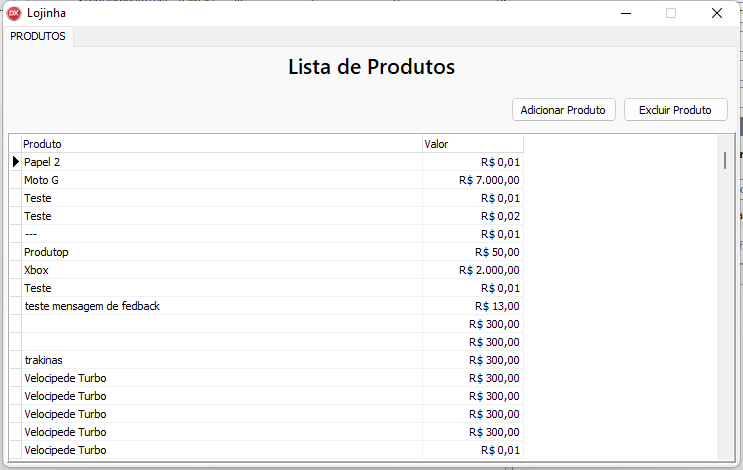 DX Lojinha
PRODUTOS
Lista de Produtos
Adicionar Produto Excluir Produto
Produto Valor
Papel 2 R$ 0,01
Moto G R$ 7.000,00
Teste R$ 0,01
Teste R$ 0,02
--- R$ 0,01
Produtop R$ 50,00
Xbox R$ 2.000,00
Teste R$ 0,01
teste mensagem de fedback R$ 13,00
R$ 300,00
R$ 300,00
trakinas R$ 300,00
Velocipede Turbo R$ 300,00
Velocipede Turbo R$ 300,00
Velocipede Turbo R$ 300,00
Velocipede Turbo R$ 300,00
Velocipede Turbo R$ 0,01